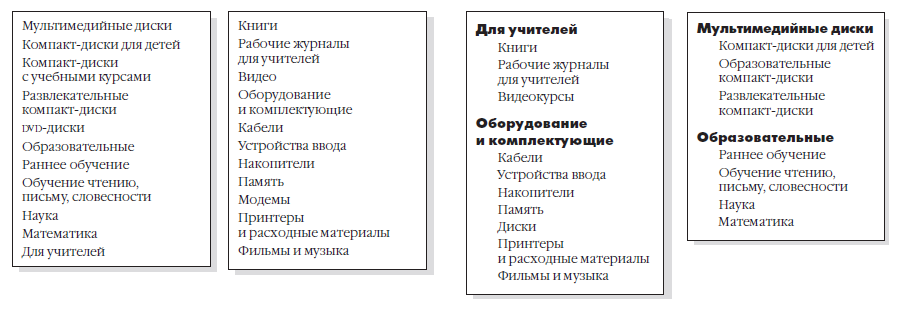 Мультимедийные диски
Компакт-диски для детей
Компакт-диски
с учебными курсами
Развлекательные
компакт-диски
DVD-диски
Образовательные
Раннее обучение
Обучение чтению,
письму, словесности
Наука
Математика
Для учителей
Книги
Рабочие журналы
для учителей
Видео
Оборудование
и комплектующие
Кабели
Устройства ввода
Накопители
Память
Модемы
Принтеры
и расходные материалы
Фильмы и музыка
Для учителей
Книги
Рабочие журналы
для учителей
Видеокурсы
Оборудование
и комплектующие
Кабели
Устройства ввода
Накопители
Память
Диски
Принтеры
и расходные материалы
Фильмы и музыка
Мультимедийные диски
Компакт-диски для детей
Образовательные
компакт-диски
Развлекательные
компакт-диски
Образовательные
Раннее обучение
Обучение чтению,
письму, словесности
Наука
Математика